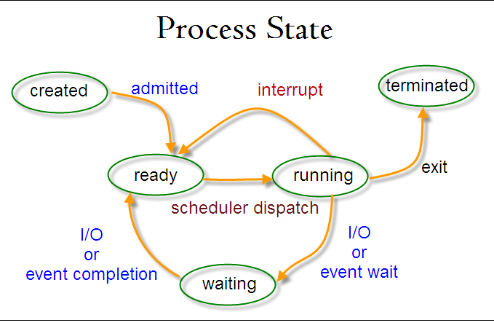 Process State
created
admitted
interrupt
terminated
ready
running
exit
scheduler dispatch
I/O
or
event completion
I/O
or
event wait
waiting